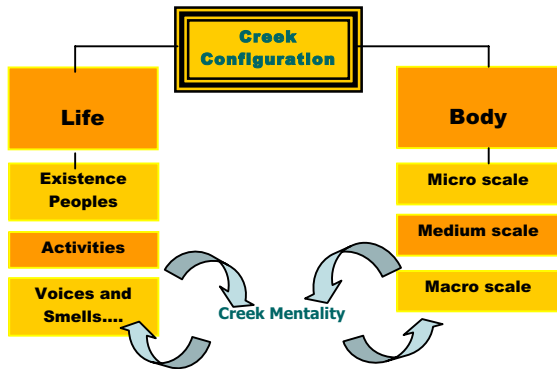 Creek
Configuration
Life
Existence
Peoples
Activities
Voices and
Smells....
Body
Micro scale
Medium scale
Macro scale
Creek Mentality